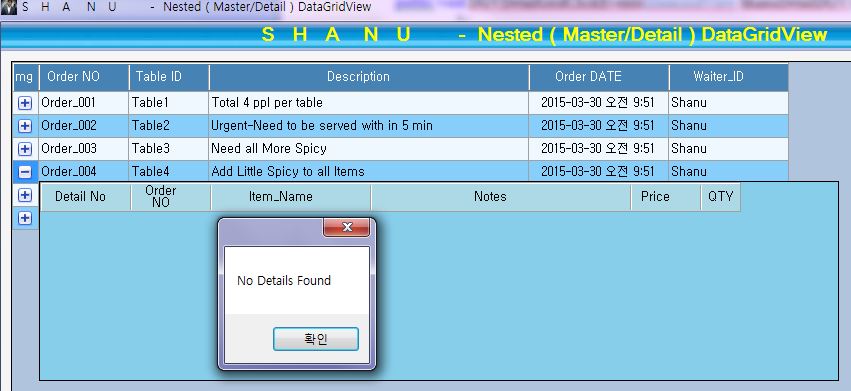 S H A N U - Nested ( Master/Detail ) DataGridView
S H A N U - Nested ( Master/Detail ) DataGridView
mg Order NO Table ID Description Order DATE Waiter_ID
Order_001 Table1 Total 4 ppl per table 2015-03-30 오전 9:51 Shanu
Order_002 Table2 Urgent-Need to be served with in 5 min 2015-03-30 오전 9:51 Shanu
Order_003 Table3 Need all More Spicy 2015-03-30 오전 9:51 Shanu
Order_004 Table4 Add Little Spicy to all Items 2015-03-30 오전 9:51 Shanu
Detail No Order NO Item_Name Notes Price QTY
No Details Found
확인